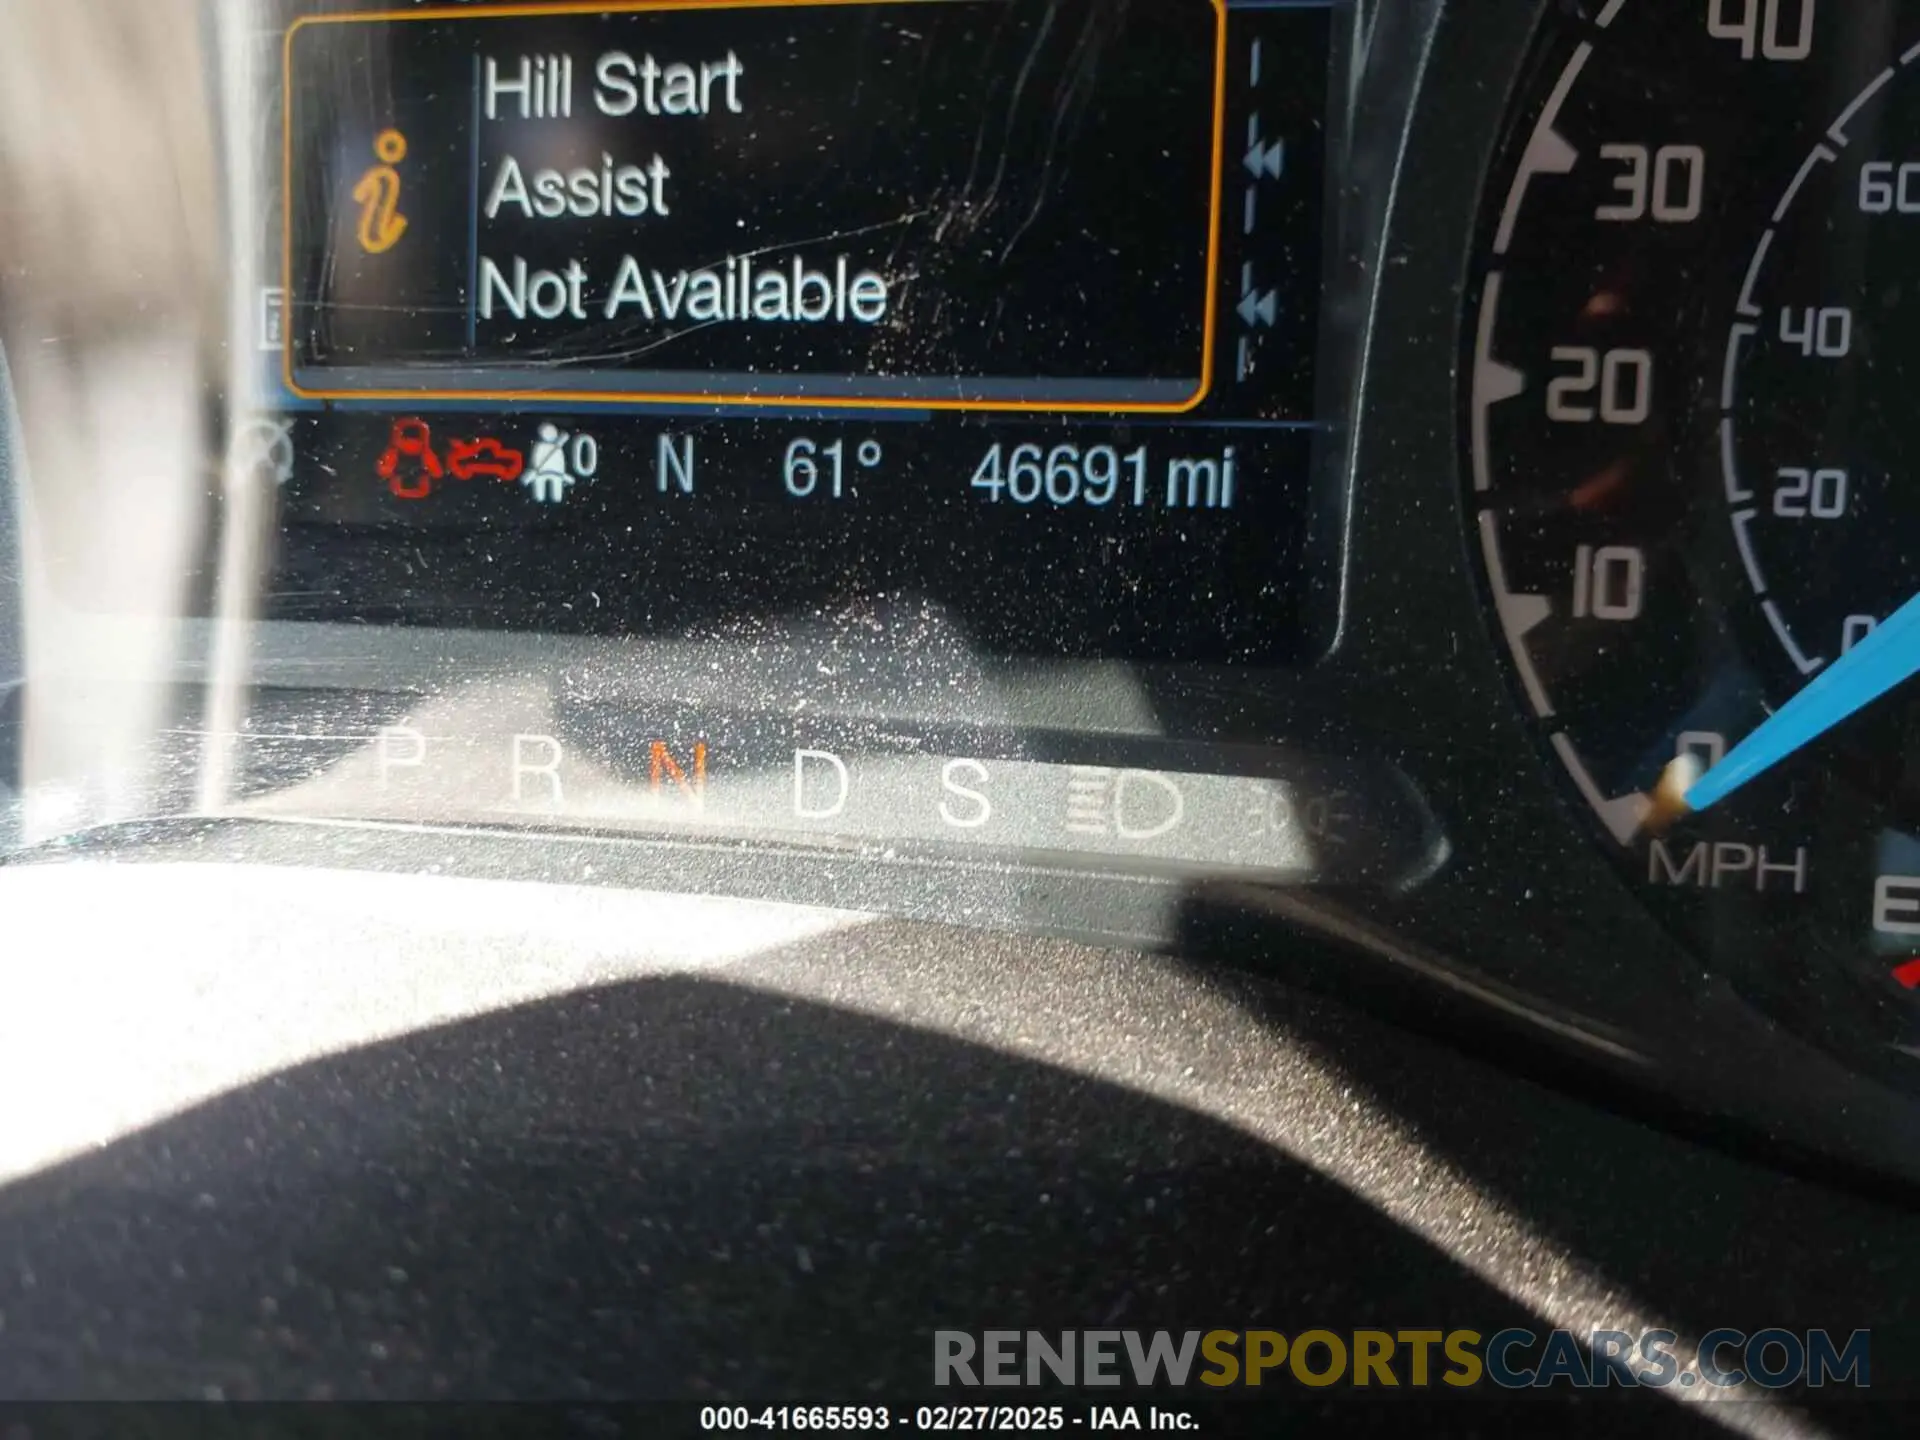 Hill Start
Assist
Not Available
0 N 61° 46691 mi
P R N D S
40
30
20
10
0
MPH
60
40
20
0
E
RENEWSPORTSCARS.COM
000-41665593 - 02/27/2025 - IAA Inc.